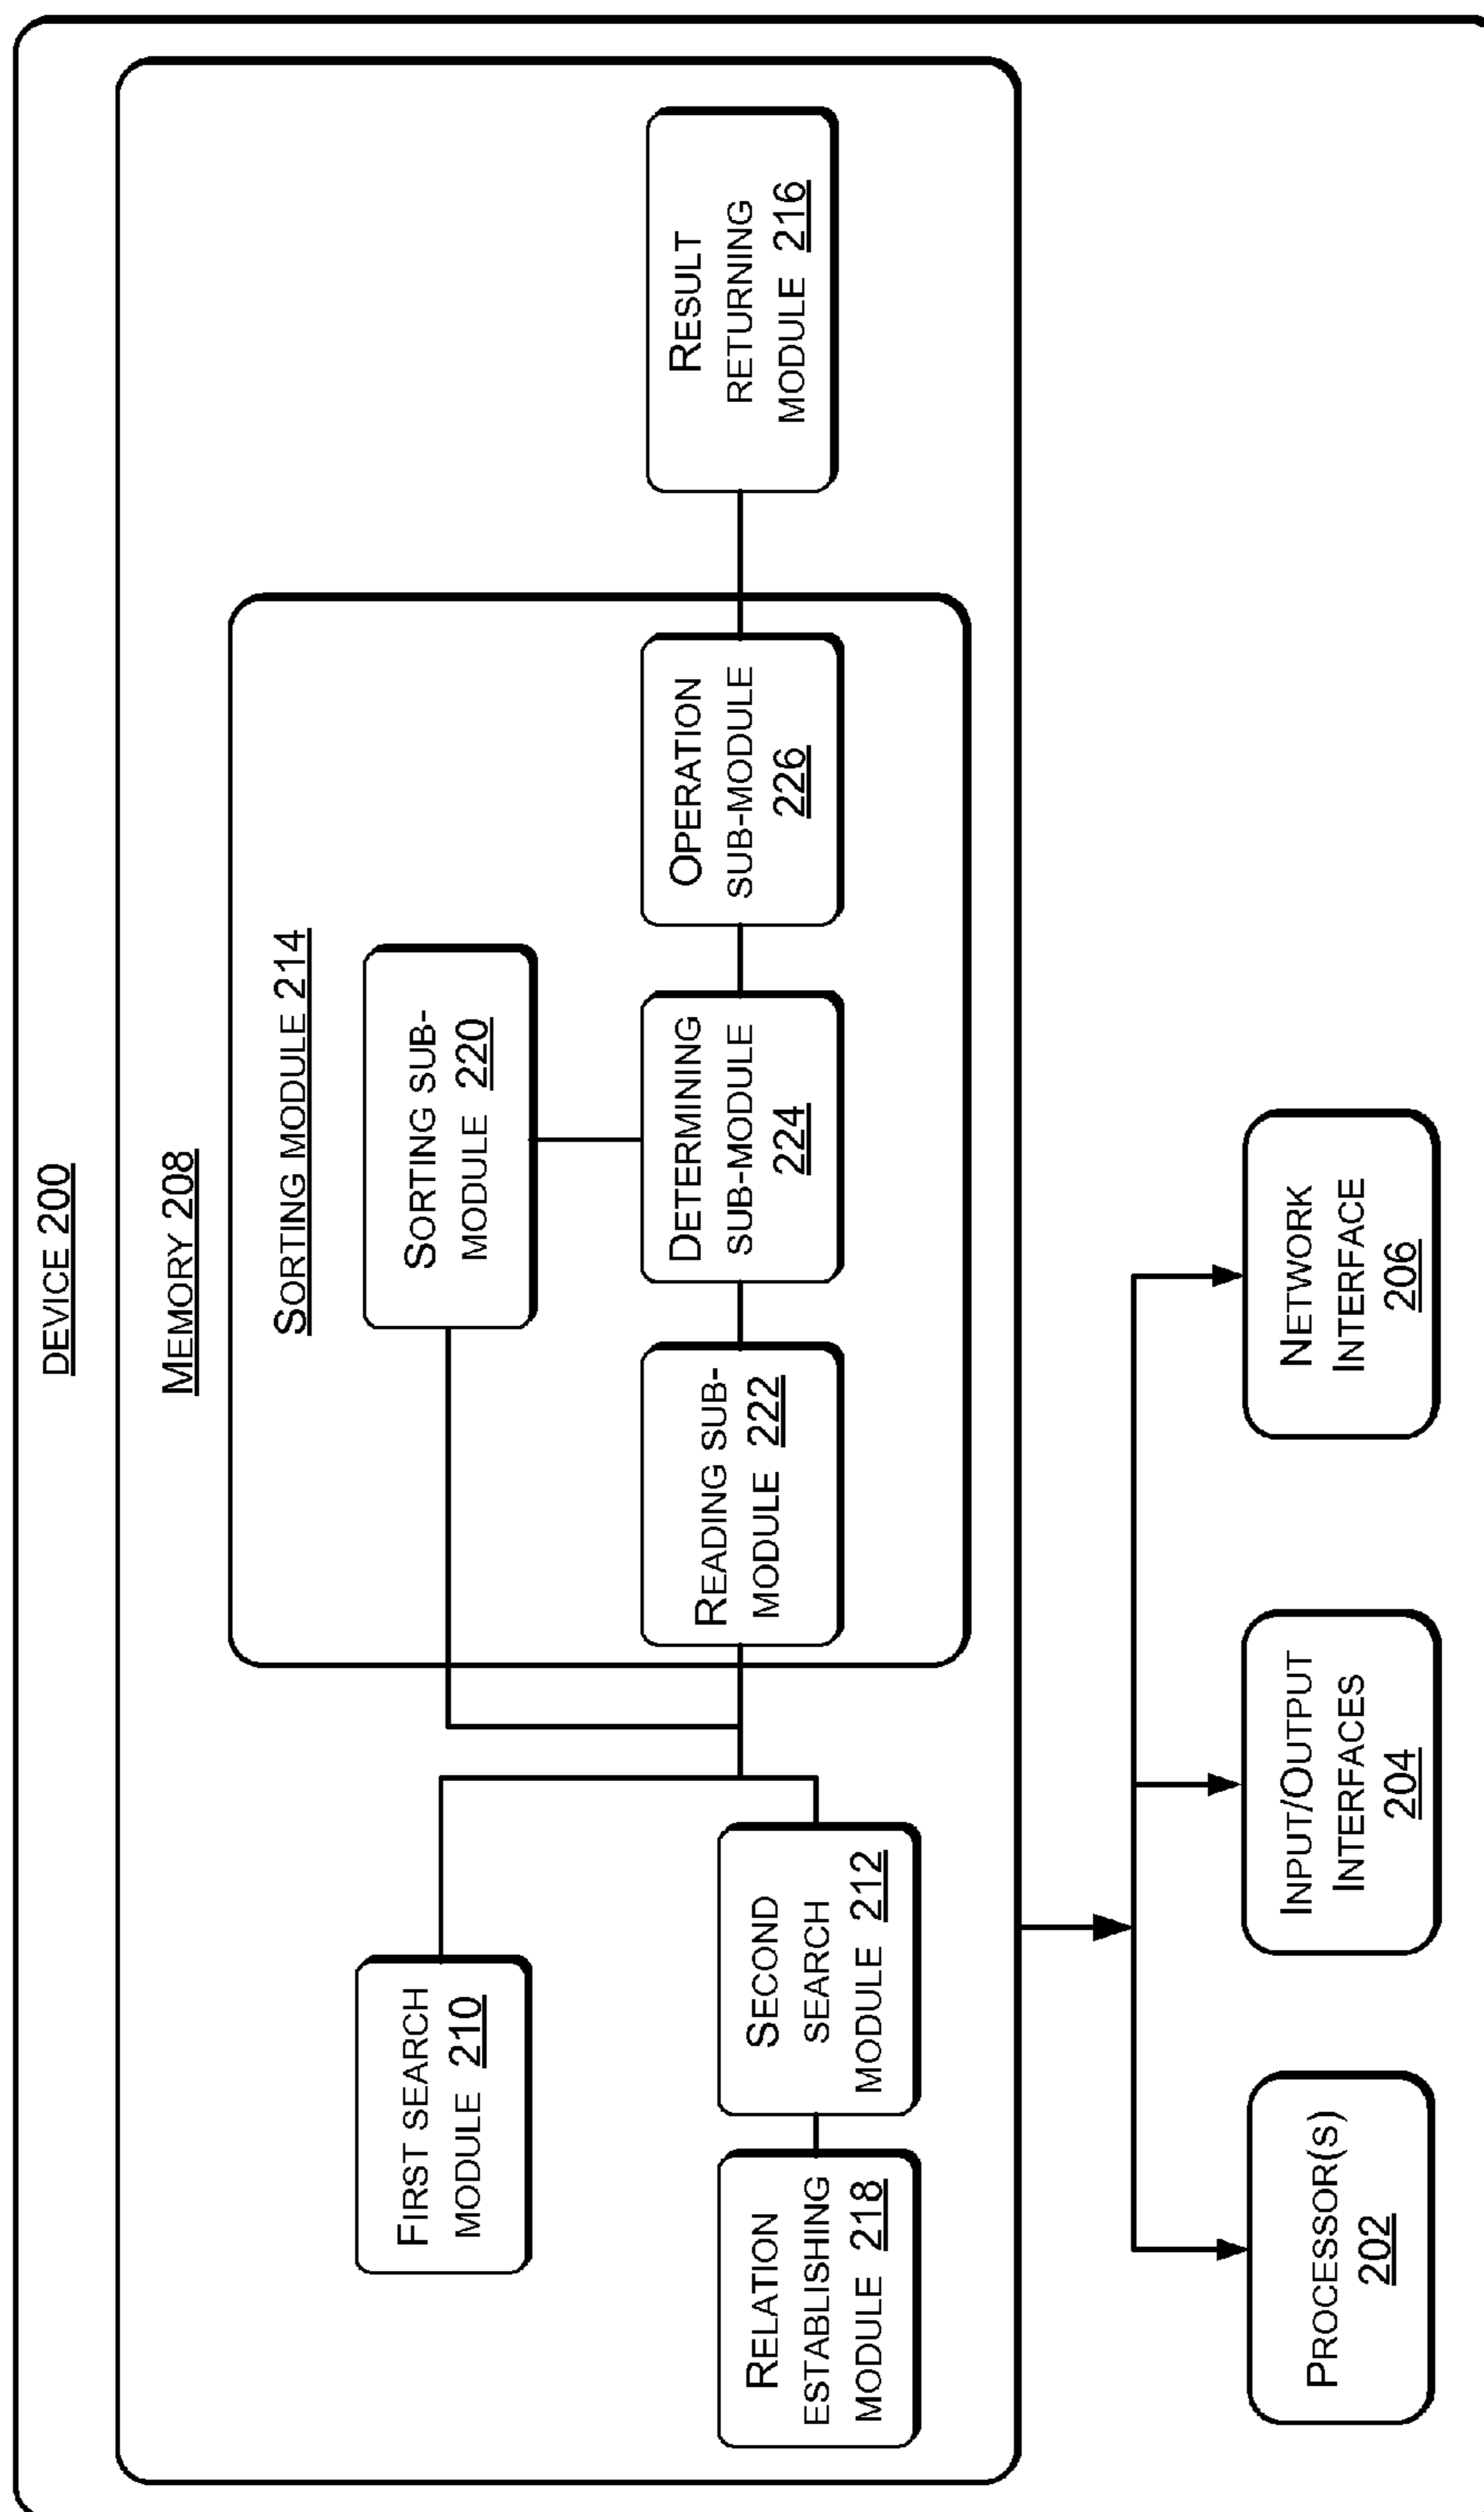 DEVICE 200
MEMORY 208
SORTING MODULE 214
FIRST SEARCH
MODULE 210
SORTING SUB-
MODULE 220
RELATION
ESTABLISHING
MODULE 218
SECOND
SEARCH
MODULE 212
READING SUB-
MODULE 222
DETERMINING
SUB-MODULE
224
OPERATION
SUB-MODULE
226
RESULT
RETURNING
MODULE 216
PROCESSOR(S)
202
INPUT/OUTPUT
INTERFACES
204
NETWORK
INTERFACE
206